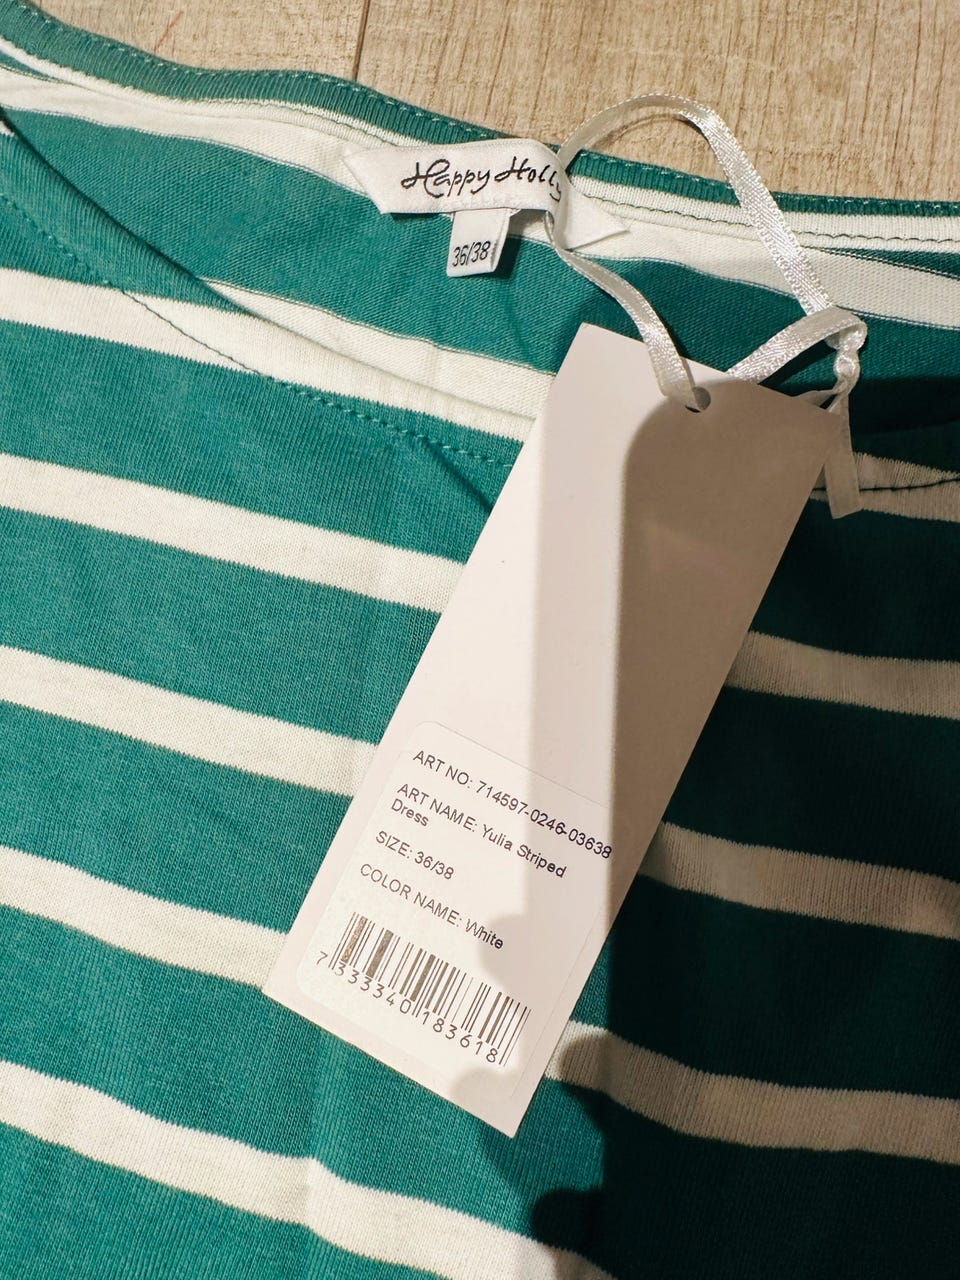 Happy Holly
36/38
ART NO: 714597-0246-03638
ART NAME: Yulia Striped
Dress
SIZE: 36/38
COLOR NAME: White
7 333340 183618